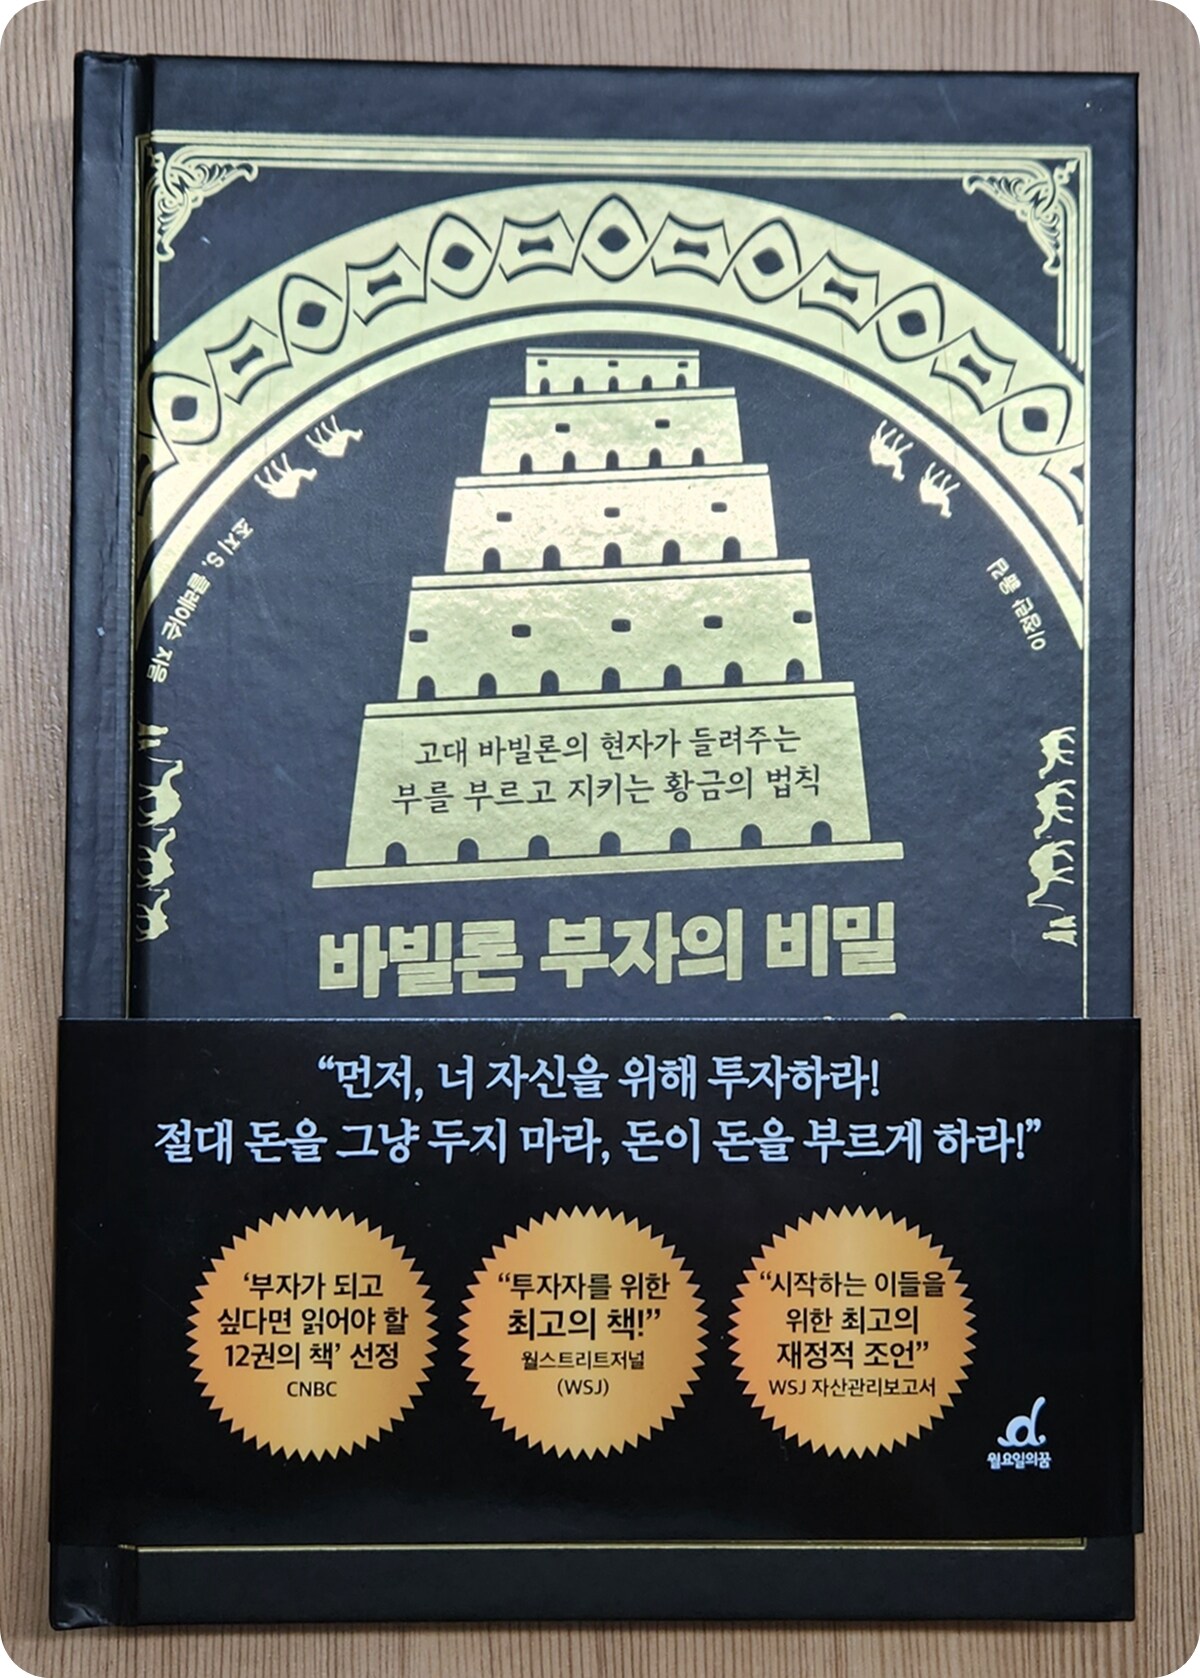 조지 S. 클레이슨 지음
이정란 옮김
고대 바빌론의 현자가 들려주는
부를 부르고 지키는 황금의 법칙
바빌론 부자의 비밀
“먼저, 너 자신을 위해 투자하라!
절대 돈을 그냥 두지 마라, 돈이 돈을 부르게 하라!”
‘부자가 되고
싶다면 읽어야 할
12권의 책’ 선정
CNBC
“투자자를 위한
최고의 책!”
월스트리트저널
(WSJ)
“시작하는 이들을
위한 최고의
재정적 조언”
WSJ 자산관리보고서
d
월요일의꿈